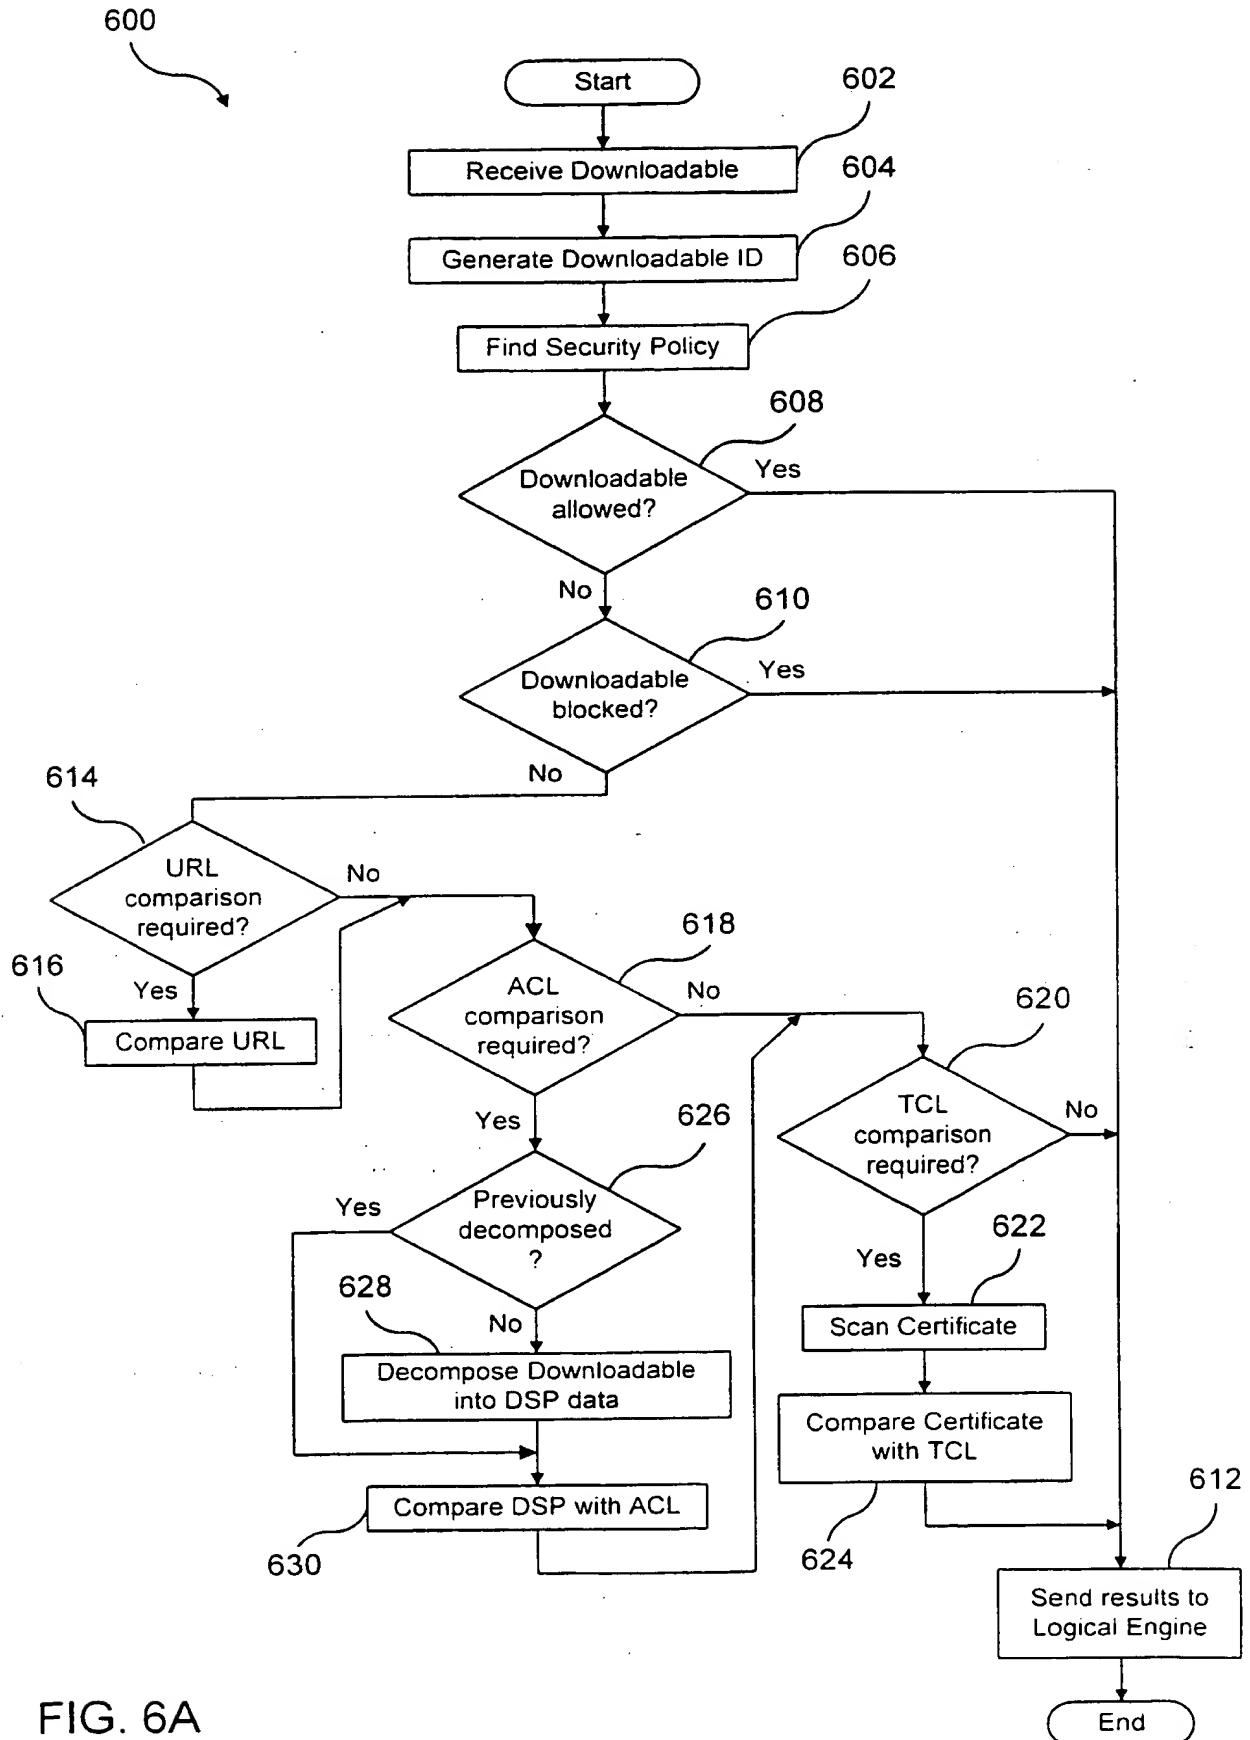 600
Start
602
Receive Downloadable
604
Generate Downloadable ID
606
Find Security Policy
608
Downloadable
allowed?
Yes
No
610
Downloadable
blocked?
Yes
No
614
URL
comparison
required?
No
616
Yes
Compare URL
618
ACL
comparison
required?
No
620
TCL
comparison
required?
No
Yes
626
Previously
decomposed
?
Yes
No
628
Decompose Downloadable
into DSP data
Compare DSP with ACL
630
Yes
622
Scan Certificate
Compare Certificate
with TCL
624
612
Send results to
Logical Engine
End
FIG. 6A